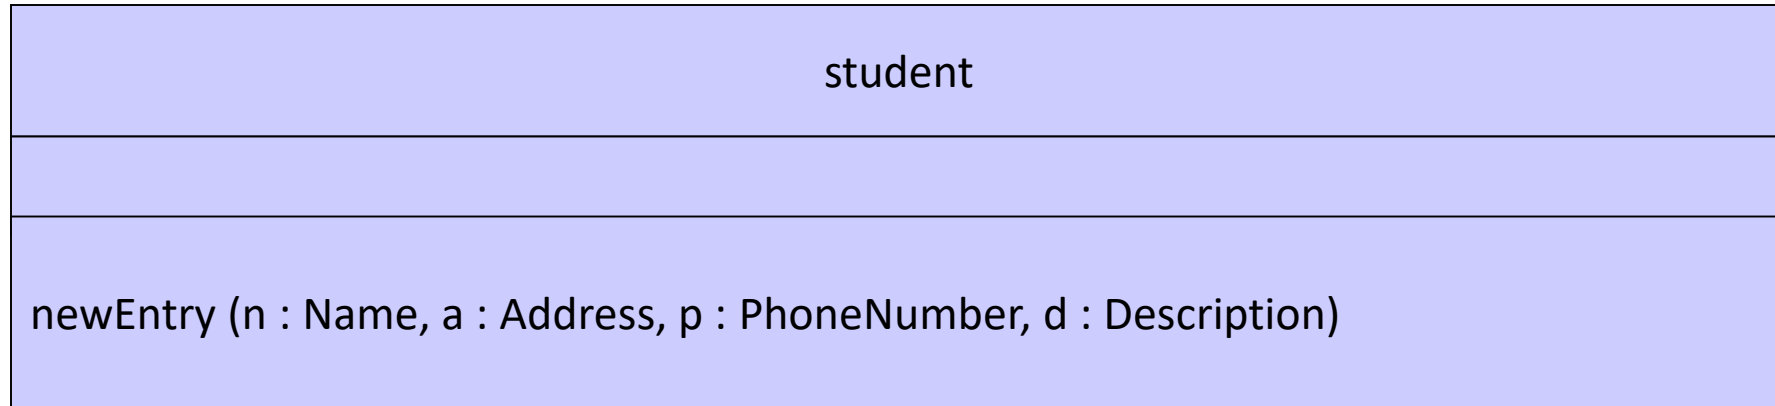 student
newEntry (n : Name, a : Address, p : PhoneNumber, d : Description)